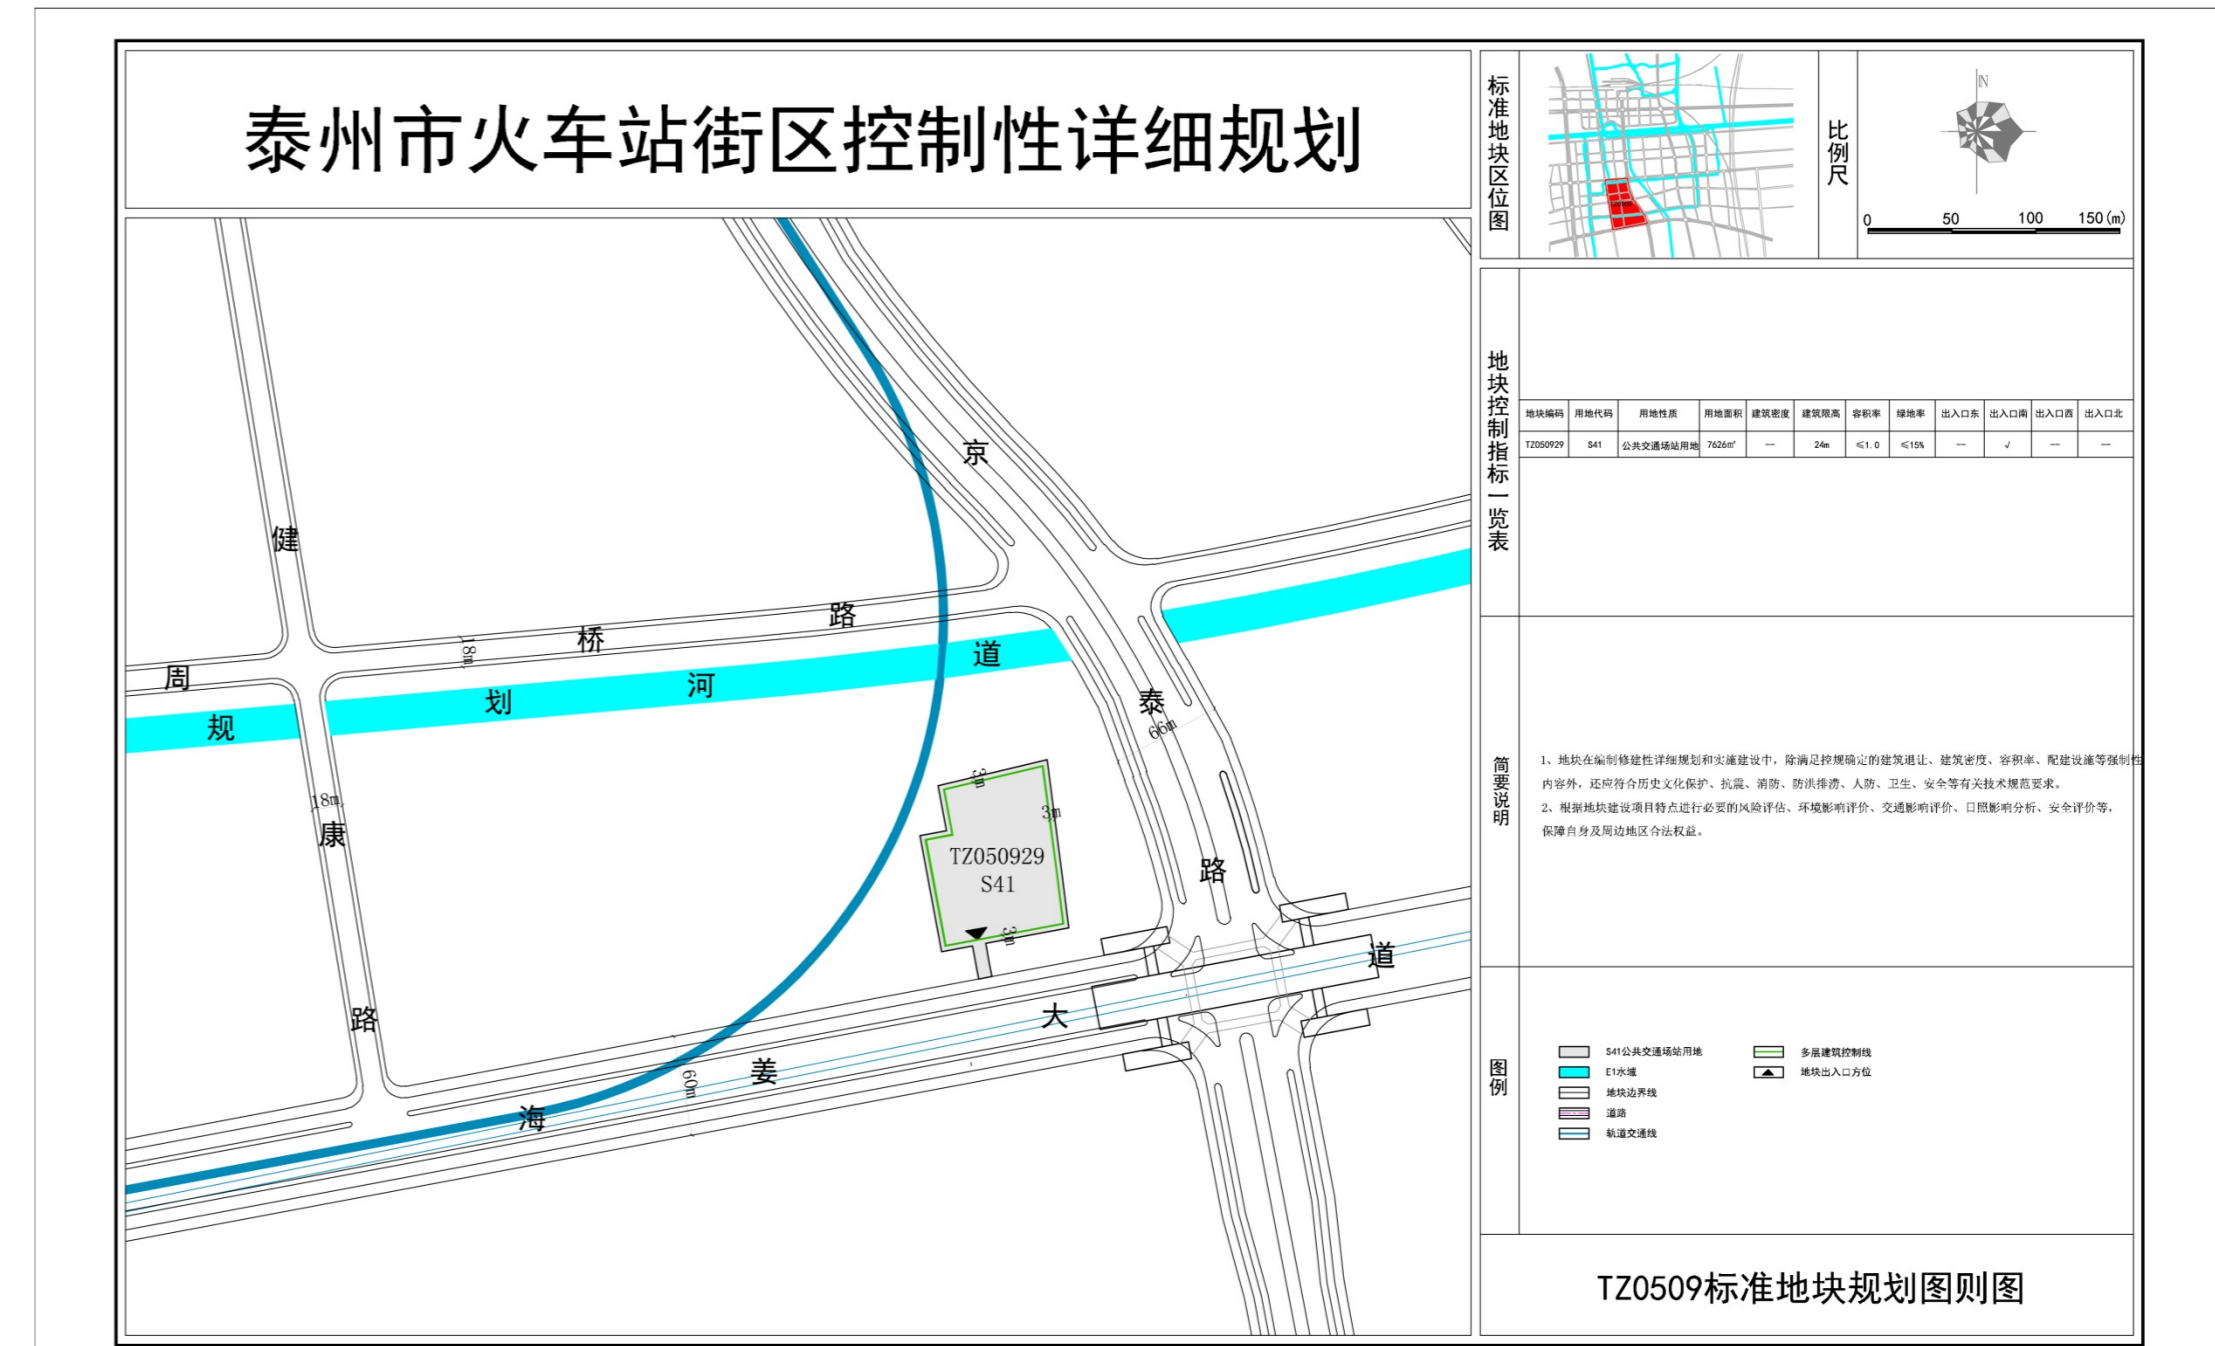 泰州市火车站街区控制性详细规划
标准地块区位图
比例尺
N
0 50 100 150(m)
健康路
周桥路
规划河道
京泰路
海姜大道
18m
18m
66m
60m
3m
3m
3m
TZ050929
S41
地块控制指标一览表
地块编码 用地代码 用地性质 用地面积 建筑密度 建筑限高 容积率 绿地率 出入口东 出入口南 出入口西 出入口北
TZ050929 S41 公共交通场站用地 7626㎡ — 24m ≤1.0 ≤15% — √ — —
简要说明
1、地块在编制修建性详细规划和实施建设中，除满足控规确定的建筑退让、建筑密度、容积率、配建设施等强制性
内容外，还应符合历史文化保护、抗震、消防、防洪排涝、人防、卫生、安全等有关技术规范要求。
2、根据地块建设项目特点进行必要的风险评估、环境影响评价、交通影响评价、日照影响分析、安全评价等，
保障自身及周边地区合法权益。
图例
S41公共交通场站用地
E1水域
地块边界线
道路
轨道交通线
多层建筑控制线
地块出入口方位
TZ0509标准地块规划图则图